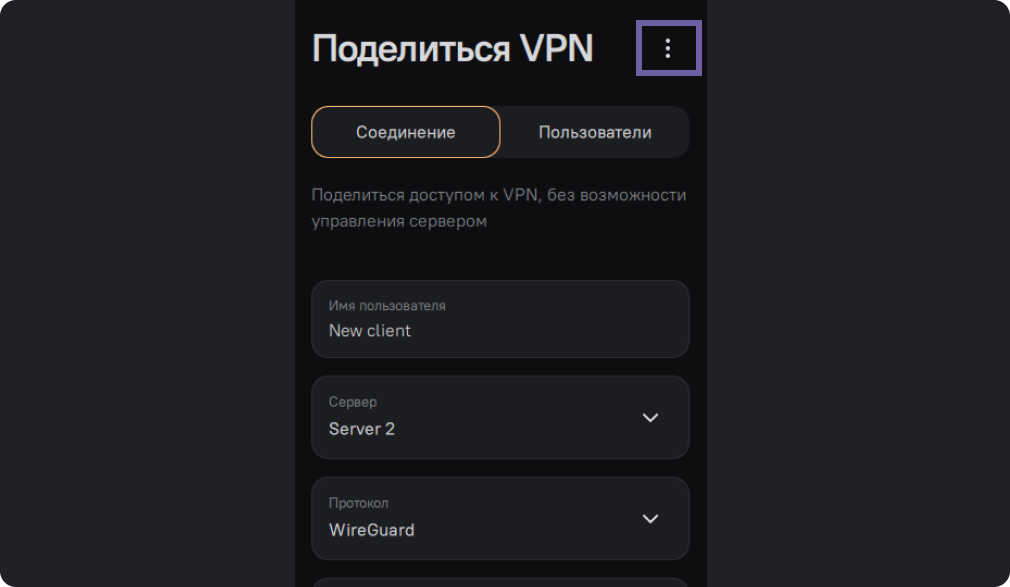 Поделиться VPN
Соединение
Пользователи
Поделиться доступом к VPN, без возможности
управления сервером
Имя пользователя
New client
Сервер
Server 2
Протокол
WireGuard